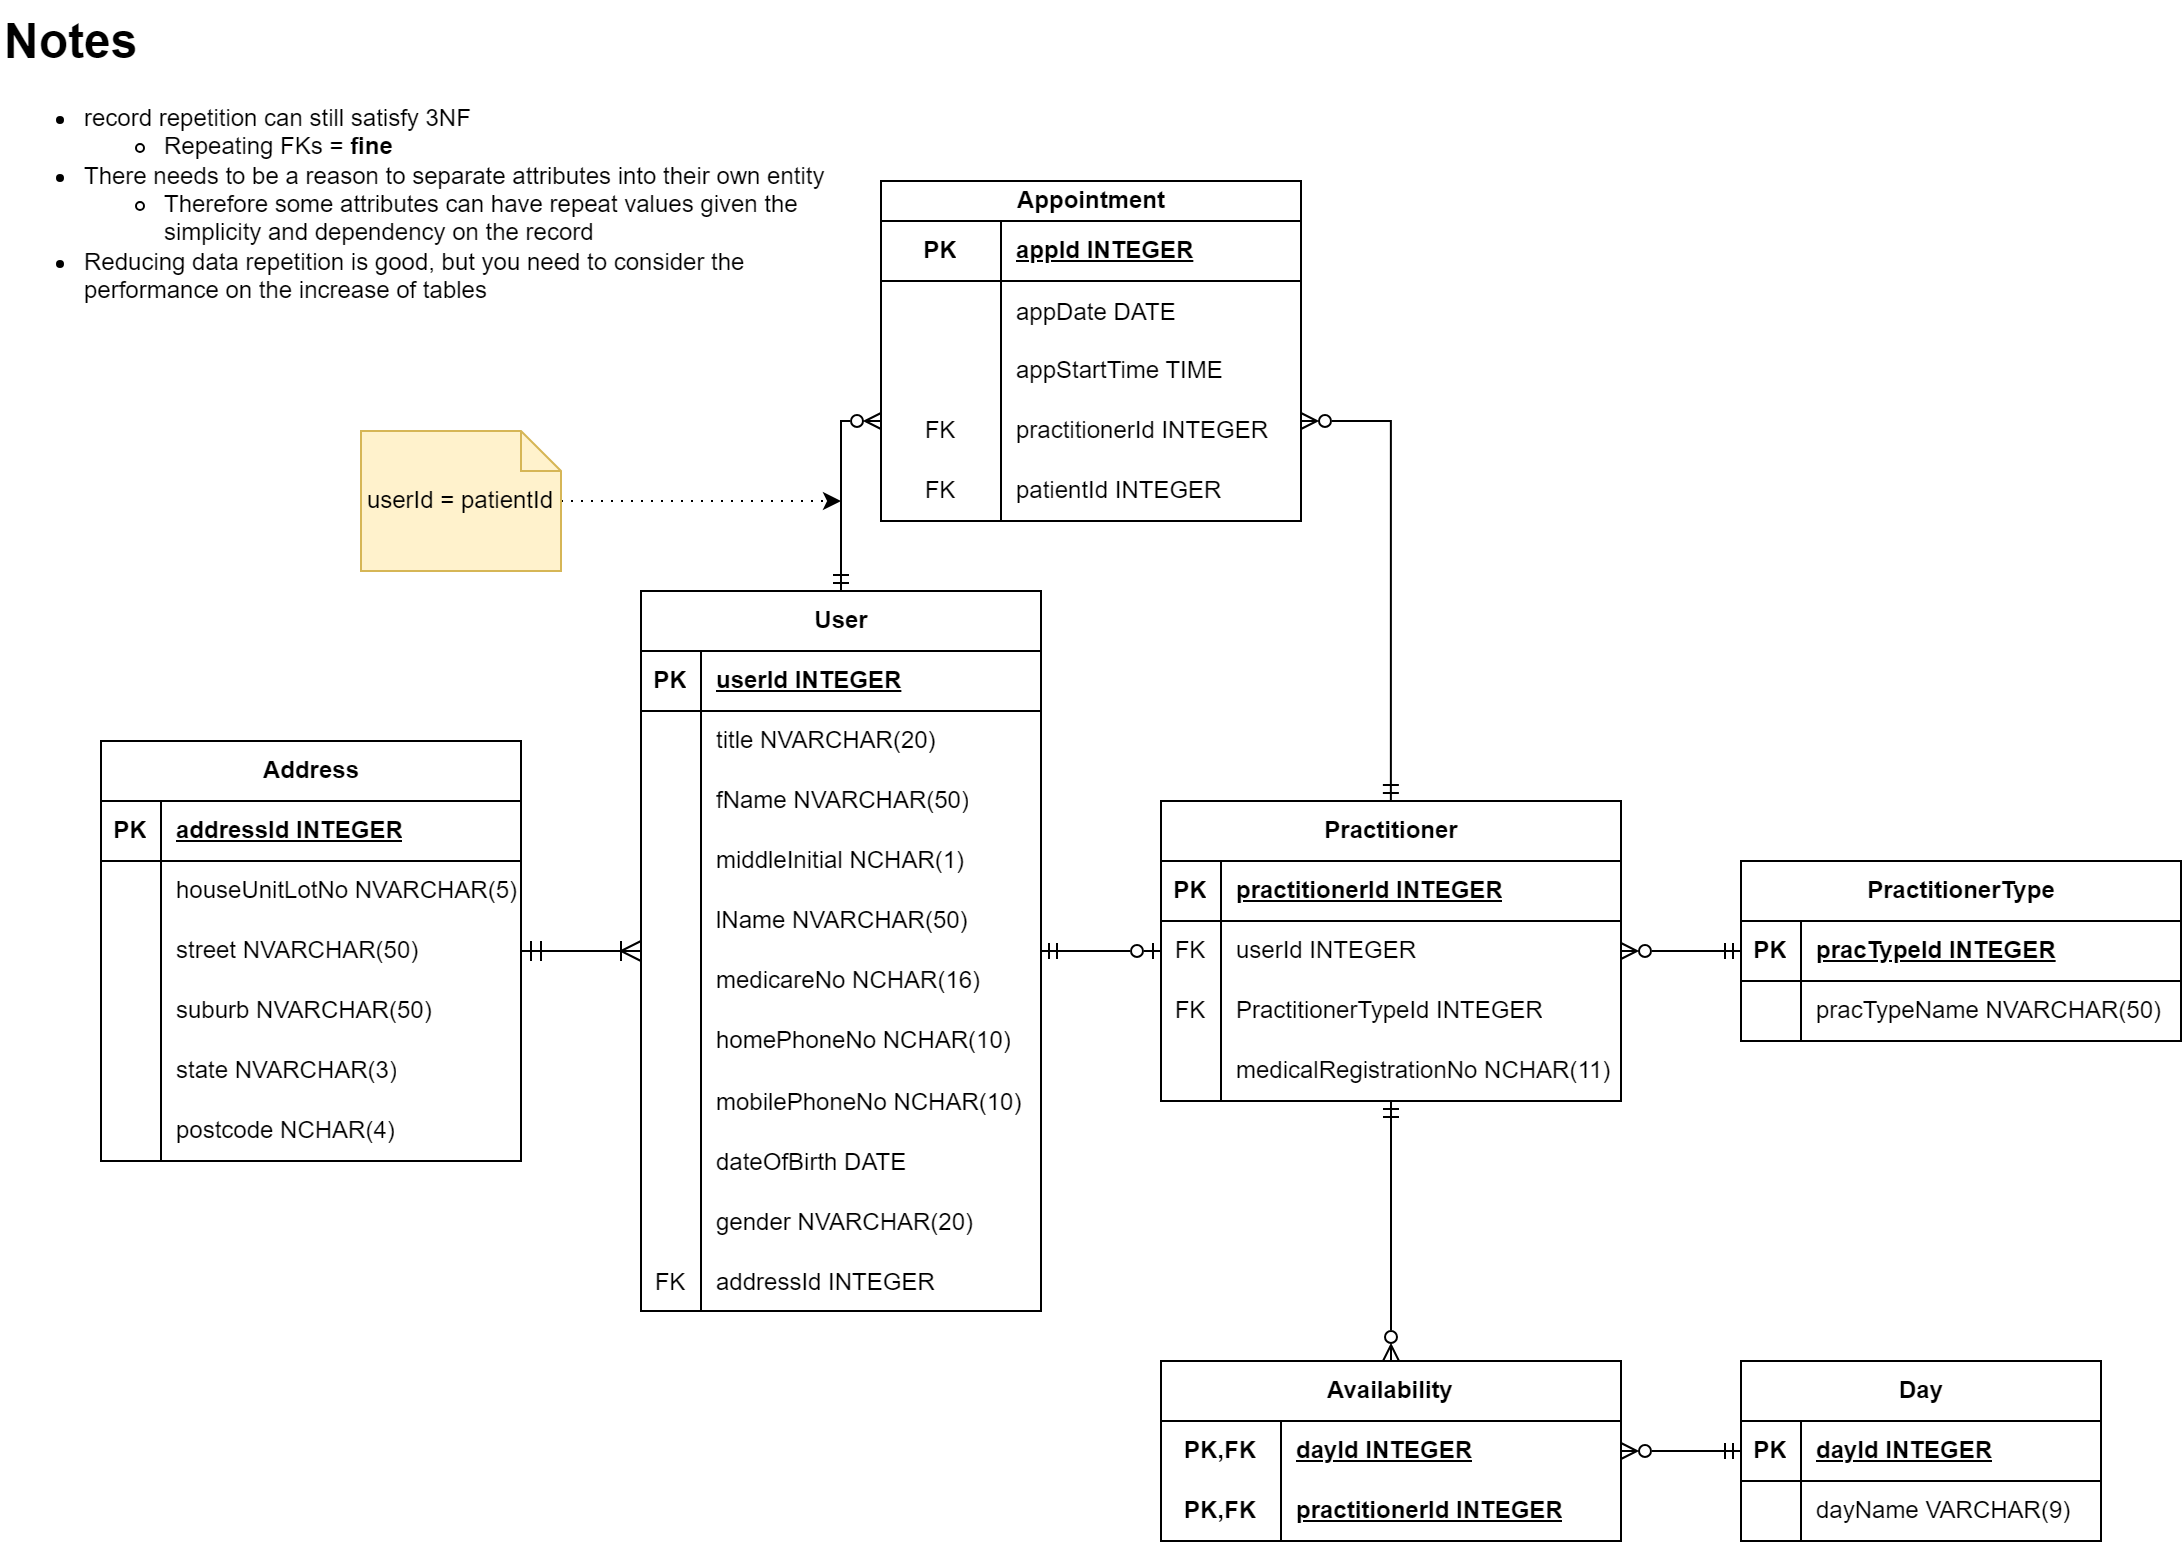 Notes
record repetition can still satisfy 3NF
Repeating FKs = fine
There needs to be a reason to separate attributes into their own entity
Therefore some attributes can have repeat values given the
simplicity and dependency on the record
Reducing data repetition is good, but you need to consider the
performance on the increase of tables
Appointment
PK appId INTEGER
appDate DATE
appStartTime TIME
FK practitionerId INTEGER
FK patientId INTEGER
userId = patientId
User
PK userId INTEGER
title NVARCHAR(20)
fName NVARCHAR(50)
middleInitial NCHAR(1)
lName NVARCHAR(50)
medicareNo NCHAR(16)
homePhoneNo NCHAR(10)
mobilePhoneNo NCHAR(10)
dateOfBirth DATE
gender NVARCHAR(20)
FK addressId INTEGER
Address
PK addressId INTEGER
houseUnitLotNo NVARCHAR(5)
street NVARCHAR(50)
suburb NVARCHAR(50)
state NVARCHAR(3)
postcode NCHAR(4)
Practitioner
PK practitionerId INTEGER
FK userId INTEGER
FK PractitionerTypeId INTEGER
medicalRegistrationNo NCHAR(11)
PractitionerType
PK pracTypeId INTEGER
pracTypeName NVARCHAR(50)
Availability
PK,FK dayId INTEGER
PK,FK practitionerId INTEGER
Day
PK dayId INTEGER
dayName VARCHAR(9)